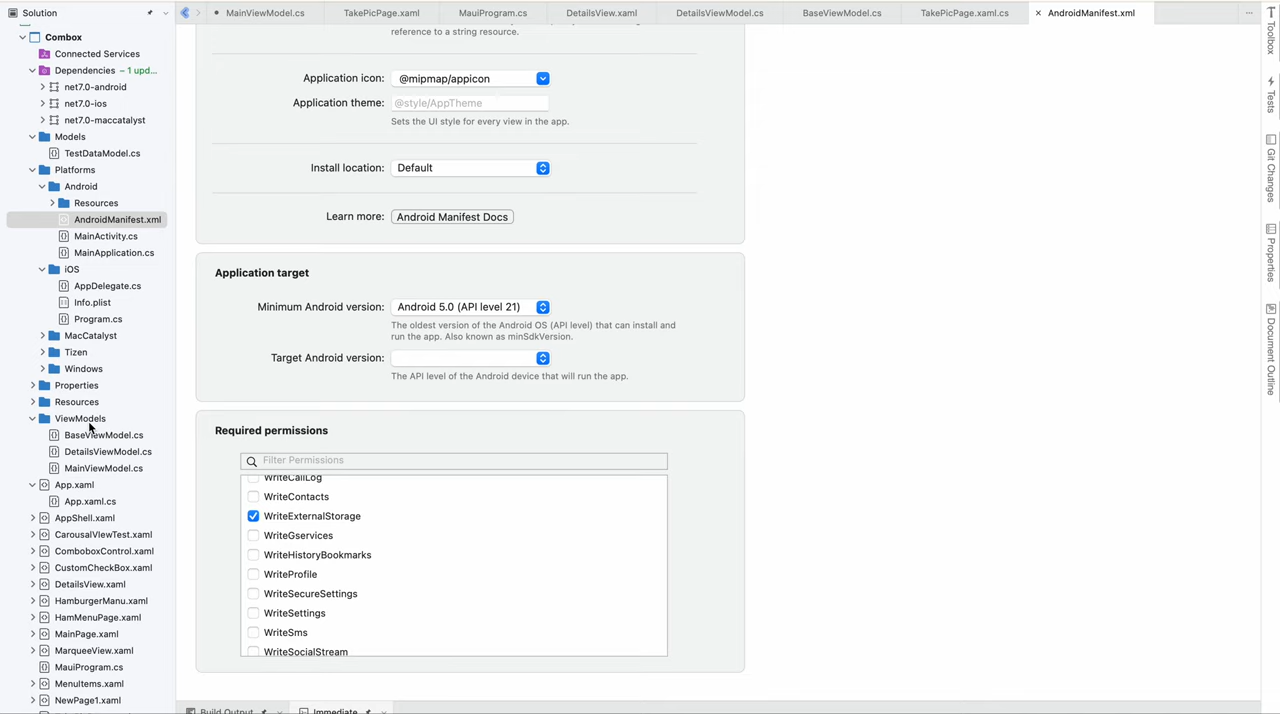 Solution
MainViewModel.cs
TakePicPage.xaml
MauiProgram.cs
DetailsView.xaml
DetailsViewModel.cs
BaseViewModel.cs
TakePicPage.xaml.cs
AndroidManifest.xml
Combox
Connected Services
Dependencies – 1 upd...
net7.0-android
net7.0-ios
net7.0-maccatalyst
Models
TestDataModel.cs
Platforms
Android
Resources
AndroidManifest.xml
MainActivity.cs
MainApplication.cs
iOS
AppDelegate.cs
Info.plist
Program.cs
MacCatalyst
Tizen
Windows
Properties
Resources
ViewModels
BaseViewModel.cs
DetailsViewModel.cs
MainViewModel.cs
App.xaml
App.xaml.cs
AppShell.xaml
CarousalVIewTest.xaml
ComboboxControl.xaml
CustomCheckBox.xaml
DetailsView.xaml
HamburgerManu.xaml
HamMenuPage.xaml
MainPage.xaml
MarqueeView.xaml
MauiProgram.cs
MenuItems.xaml
NewPage1.xaml
reference to a string resource.
Application icon: @mipmap/appicon
Application theme: @style/AppTheme
Sets the UI style for every view in the app.
Install location: Default
Learn more: Android Manifest Docs
Application target
Minimum Android version: Android 5.0 (API level 21)
The oldest version of the Android OS (API level) that can install and
run the app. Also known as minSdkVersion.
Target Android version:
The API level of the Android device that will run the app.
Required permissions
Filter Permissions
WriteCallLog
WriteContacts
WriteExternalStorage
WriteGservices
WriteHistoryBookmarks
WriteProfile
WriteSecureSettings
WriteSettings
WriteSms
WriteSocialStream
Build Output
Immediate
Toolbox
Tests
Git Changes
Properties
Document Outline